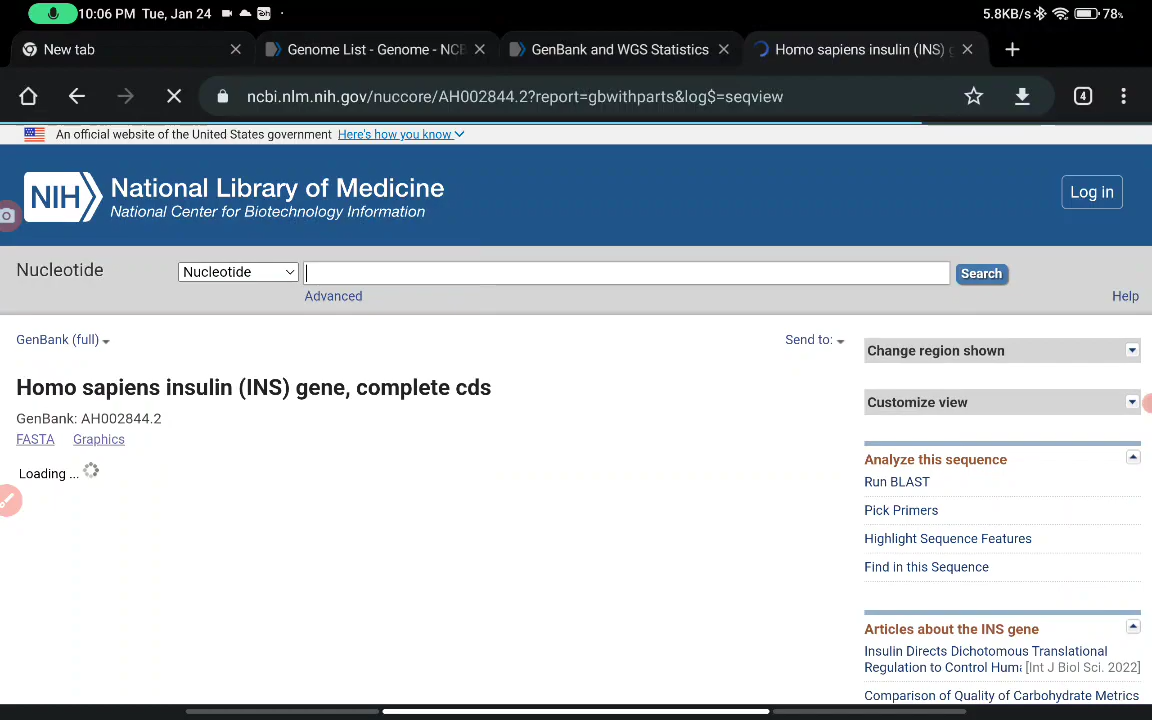 10:06 PM Tue, Jan 24
5.8KB/s 78%
New tab
Genome List - Genome - NCB
GenBank and WGS Statistics
Homo sapiens insulin (INS) g
ncbi.nlm.nih.gov/nuccore/AH002844.2?report=gbwithparts&log$=seqview
4
An official website of the United States government Here's how you know
NIH National Library of Medicine
National Center for Biotechnology Information
Log in
Nucleotide
Nucleotide
Search
Advanced
Help
GenBank (full)
Send to:
Homo sapiens insulin (INS) gene, complete cds
GenBank: AH002844.2
FASTA Graphics
Loading ...
Change region shown
Customize view
Analyze this sequence
Run BLAST
Pick Primers
Highlight Sequence Features
Find in this Sequence
Articles about the INS gene
Insulin Directs Dichotomous Translational
Regulation to Control Huma [Int J Biol Sci. 2022]
Comparison of Quality of Carbohydrate Metrics